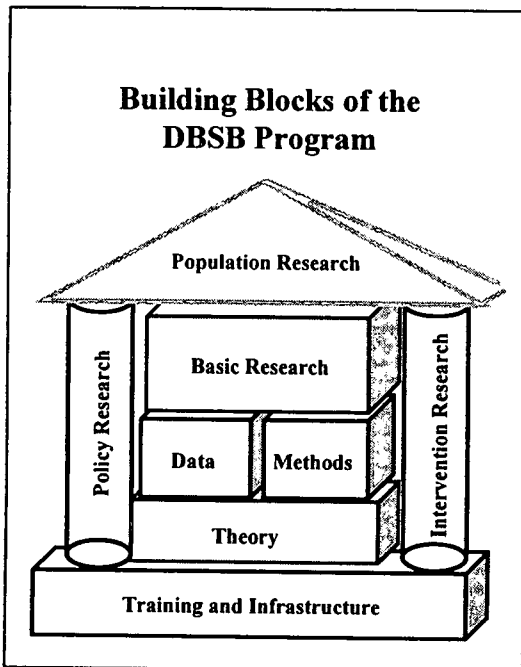 Building Blocks of the
DBSB Program
Population Research
Policy Research
Basic Research
Intervention Research
Data
Methods
Theory
Training and Infrastructure